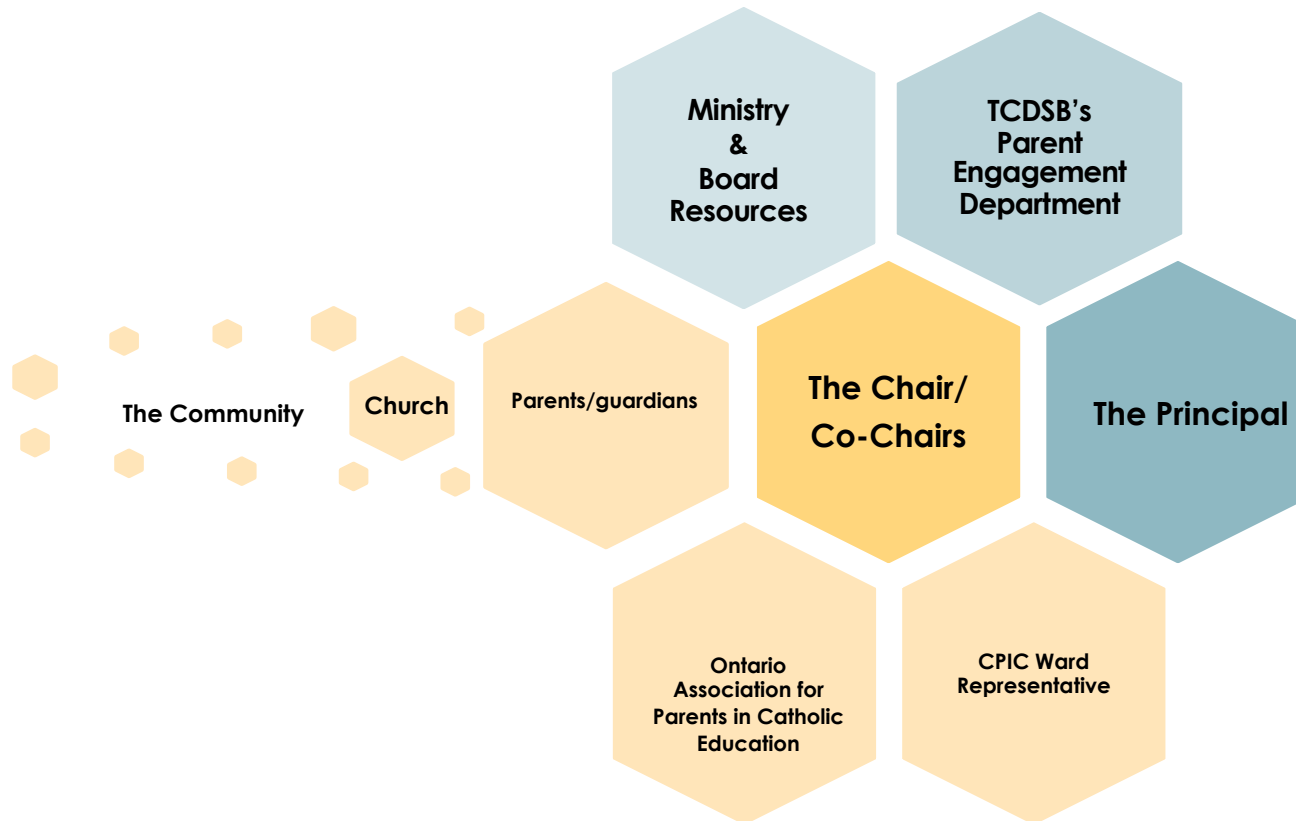 Ministry
&
Board
Resources
TCDSB's
Parent
Engagement
Department
The Community
Church
Parents/guardians
The Chair/
Co-Chairs
The Principal
Ontario
Association for
Parents in Catholic
Education
CPIC Ward
Representative